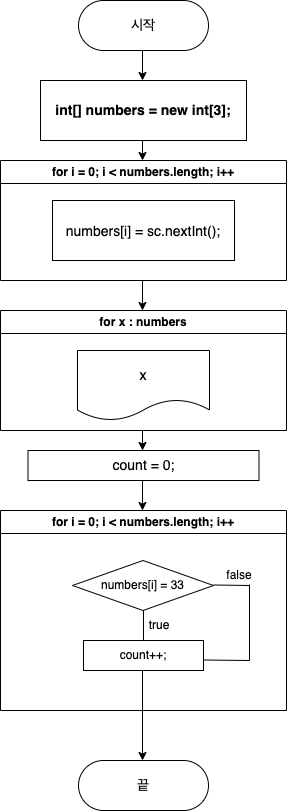 시작
int[] numbers = new int[3];
for i = 0; i < numbers.length; i++
numbers[i] = sc.nextInt();
for x : numbers
x
count = 0;
for i = 0; i < numbers.length; i++
numbers[i] = 33
false
true
count++;
끝